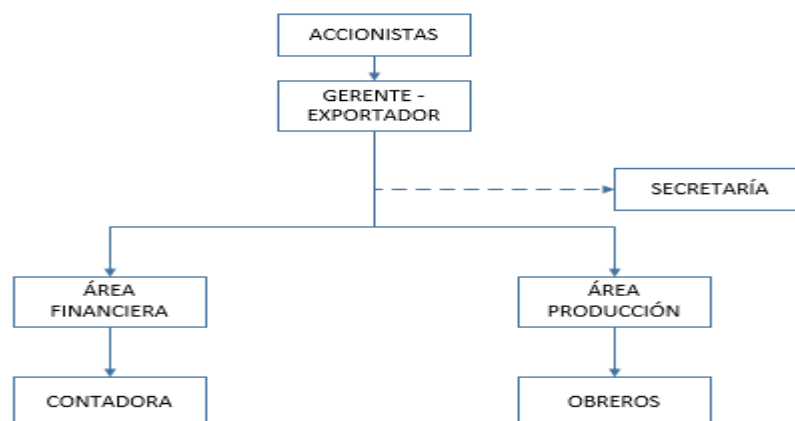 ACCIONISTAS
GERENTE -
EXPORTADOR
SECRETARÍA
ÁREA
FINANCIERA
ÁREA
PRODUCCIÓN
CONTADORA
OBREROS